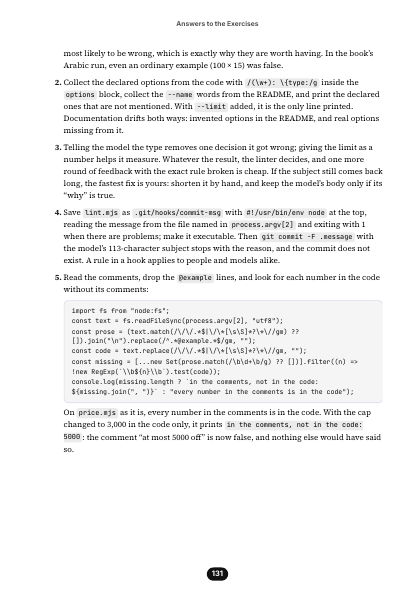 Answers to the Exercises
most likely to be wrong, which is exactly why they are worth having. In the book's
Arabic run, even an ordinary example (100 × 15) was false.
2. Collect the declared options from the code with /(\w+): \{type:/g inside the
options block, collect the --name words from the README, and print the declared
ones that are not mentioned. With --limit added, it is the only line printed.
Documentation drifts both ways: invented options in the README, and real options
missing from it.
3. Telling the model the type removes one decision it got wrong; giving the limit as a
number helps it measure. Whatever the result, the linter decides, and one more
round of feedback with the exact rule broken is cheap. If the subject still comes back
long, the fastest fix is yours: shorten it by hand, and keep the model's body only if its
"why" is true.
4. Save lint.mjs as .git/hooks/commit-msg with #!/usr/bin/env node at the top,
reading the message from the file named in process.argv[2] and exiting with 1
when there are problems; make it executable. Then git commit -F .message with
the model's 113-character subject stops with the reason, and the commit does not
exist. A rule in a hook applies to people and models alike.
5. Read the comments, drop the @example lines, and look for each number in the code
without its comments:
import fs from "node:fs";
const text = fs.readFileSync(process.argv[2], "utf8");
const prose = (text.match(/\/\/.*$|\/\*[\s\S]*?\*\//gm) ??
[]).join("\n").replace(/^.*@example.*$/gm, "");
const code = text.replace(/\/\/.*$|\/\*[\s\S]*?\*\//gm, "");
const missing = [...new Set(prose.match(/\b\d+\b/g) ?? [])].filter((n) =>
!new RegExp(`\\b${n}\\b`).test(code));
console.log(missing.length ? `in the comments, not in the code:
${missing.join(", ")}` : "every number in the comments is in the code");
On price.mjs as it is, every number in the comments is in the code. With the cap
changed to 3,000 in the code only, it prints in the comments, not in the code:
5000 : the comment "at most 5000 off" is now false, and nothing else would have said
so.
131